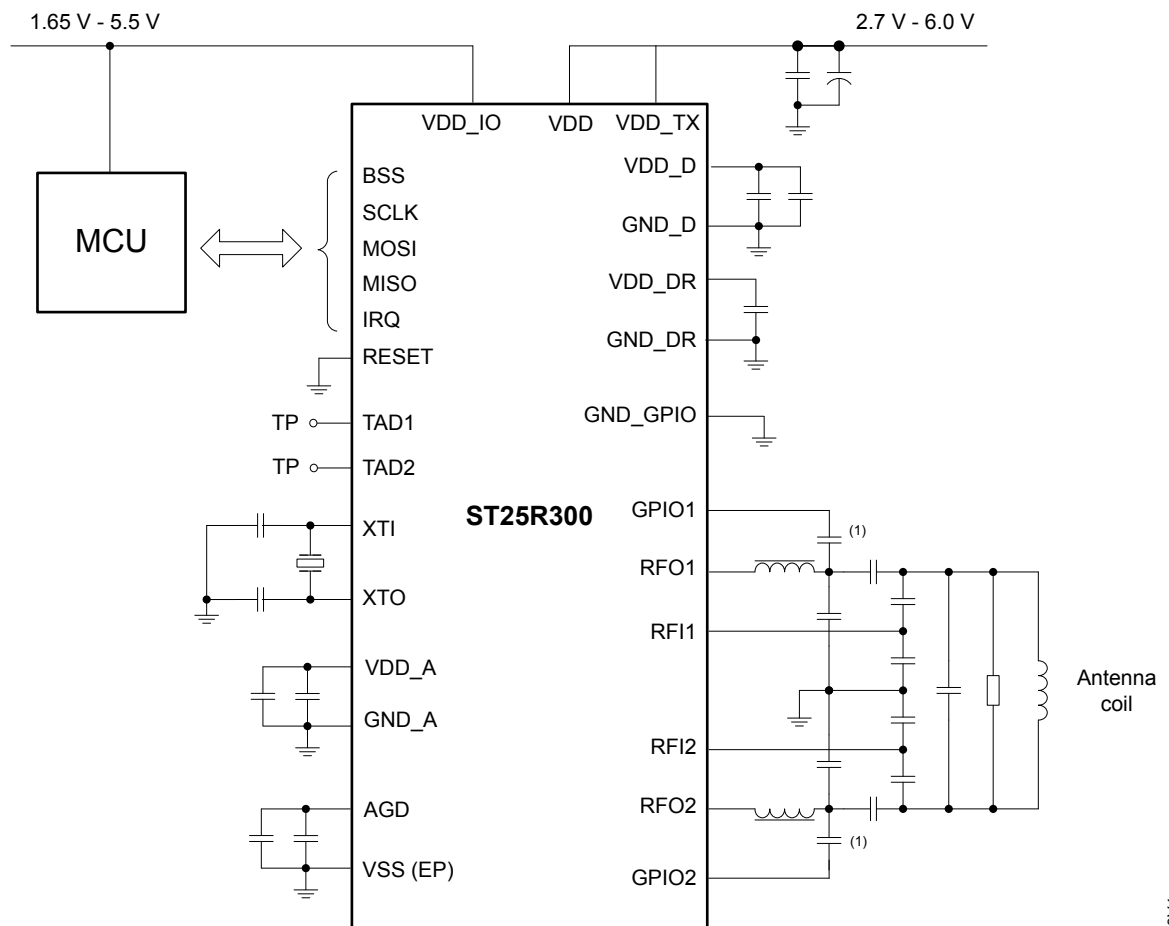 1.65 V - 5.5 V
2.7 V - 6.0 V
VDD_IO
VDD
VDD_TX
MCU
BSS
SCLK
MOSI
MISO
IRQ
RESET
TAD1
TP
TAD2
TP
XTI
XTO
VDD_A
GND_A
AGD
VSS (EP)
ST25R300
VDD_D
GND_D
VDD_DR
GND_DR
GND_GPIO
GPIO1
(1)
RFO1
RFI1
RFI2
RFO2
(1)
GPIO2
Antenna
coil